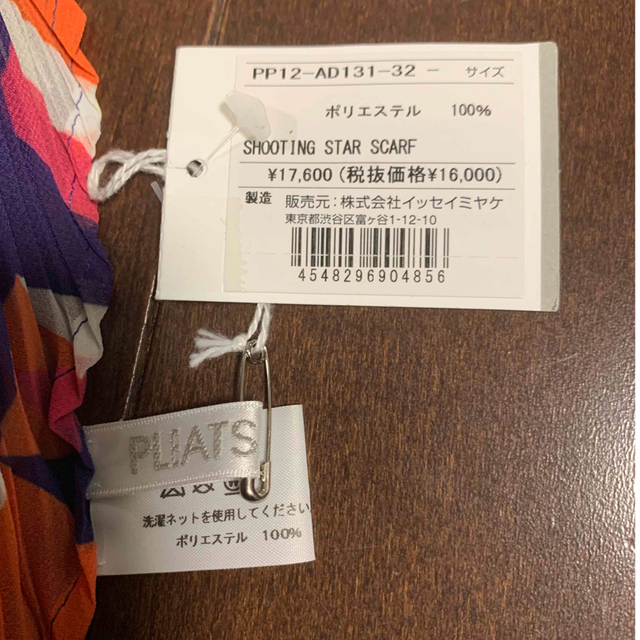 PP12-AD131-32 - サイズ
ポリエステル 100%
SHOOTING STAR SCARF
¥17,600 (税抜価格¥16,000)
製造 販売元:株式会社イッセイミヤケ
東京都渋谷区富ヶ谷1-12-10
4548296904856
PLIATS
洗濯ネットを使用してください
ポリエステル 100%